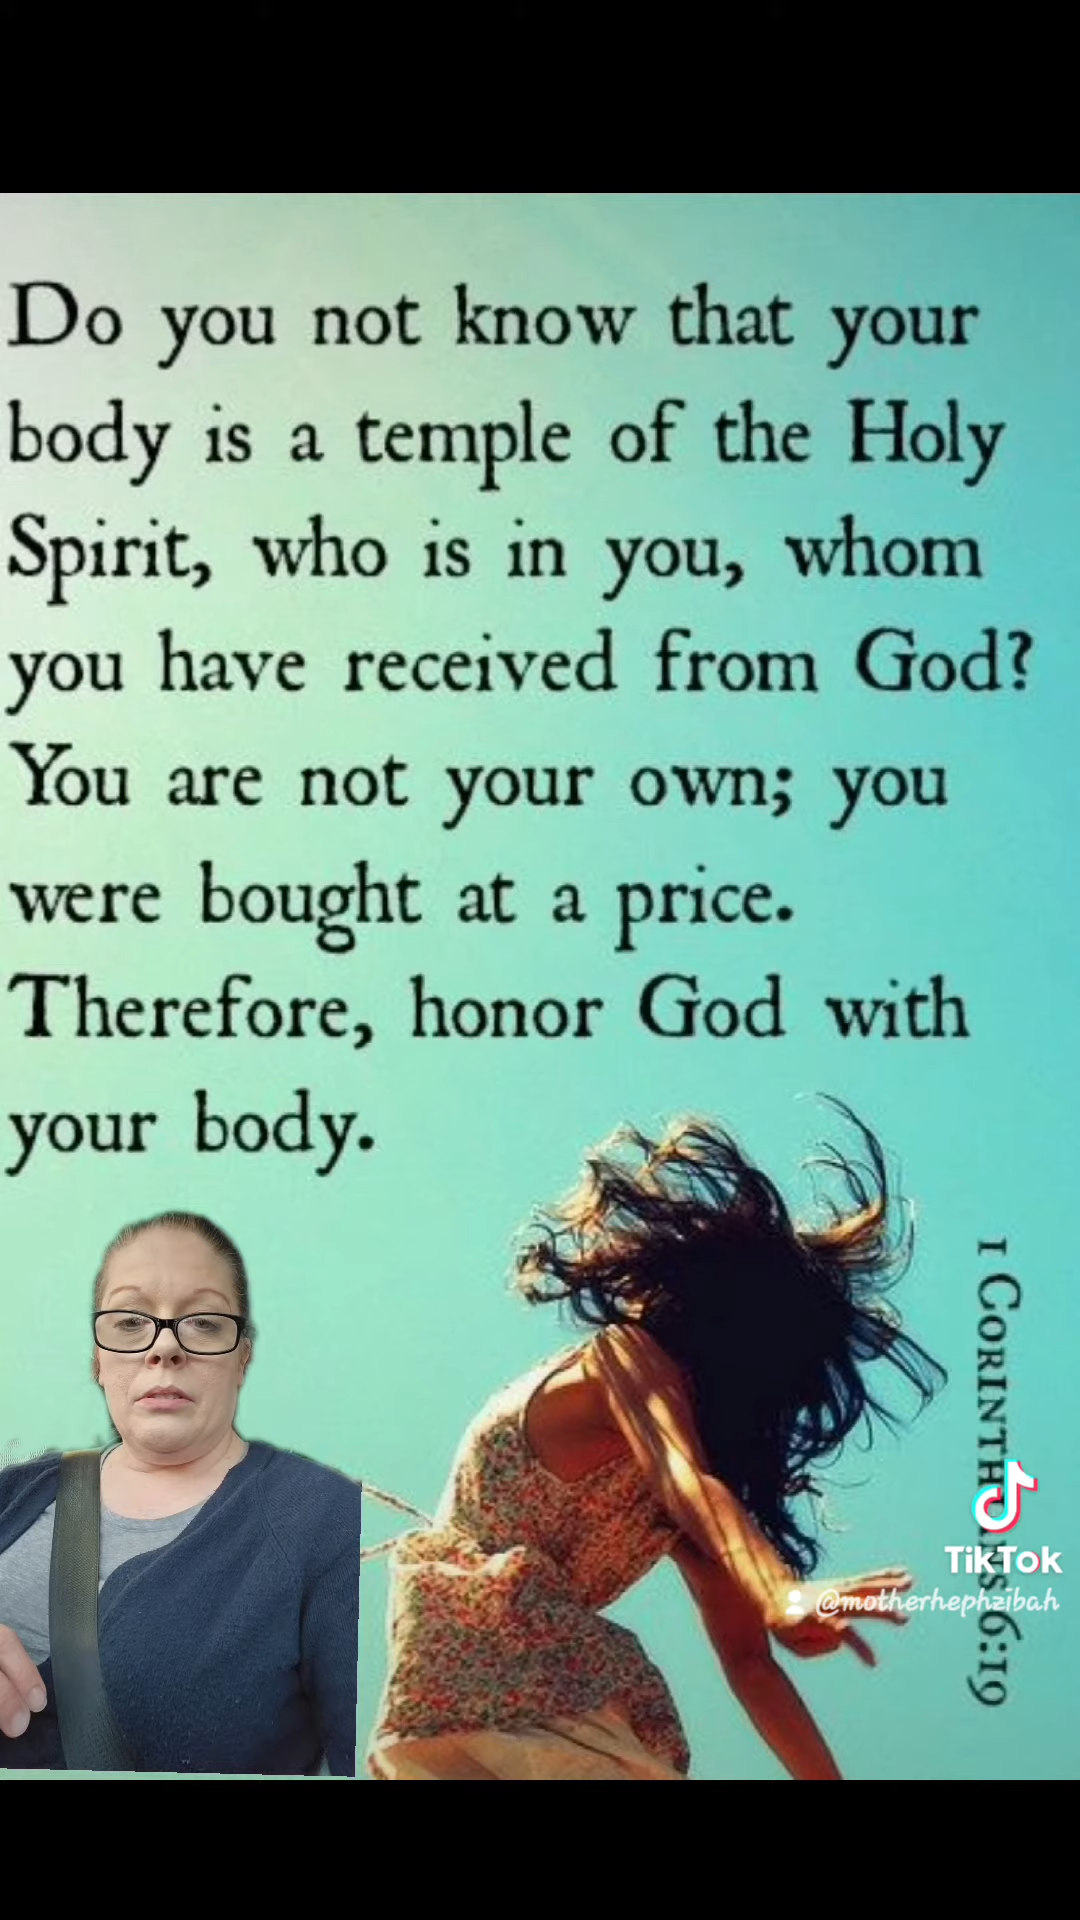 Do you not know that your
body is a temple of the Holy
Spirit, who is in you, whom
you have received from God?
You are not your own; you
were bought at a price.
Therefore, honor God with
your body.
1 Corinthians 6:19
TikTok
@motherhephzibah